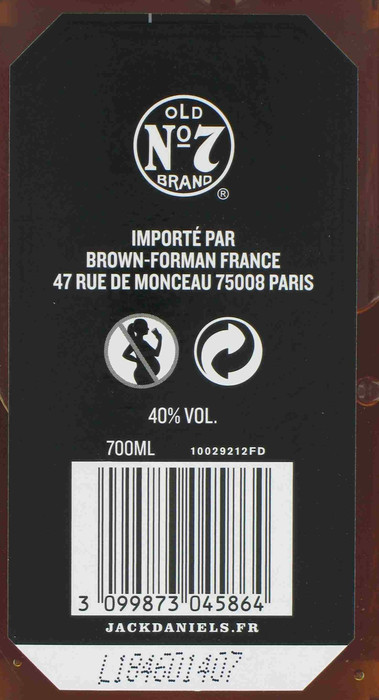 OLD
Nº7
BRAND
®
IMPORTÉ PAR
BROWN-FORMAN FRANCE
47 RUE DE MONCEAU 75008 PARIS
40% VOL.
700ML 10029212FD
3 099873 045864
JACKDANIELS.FR
L184601407